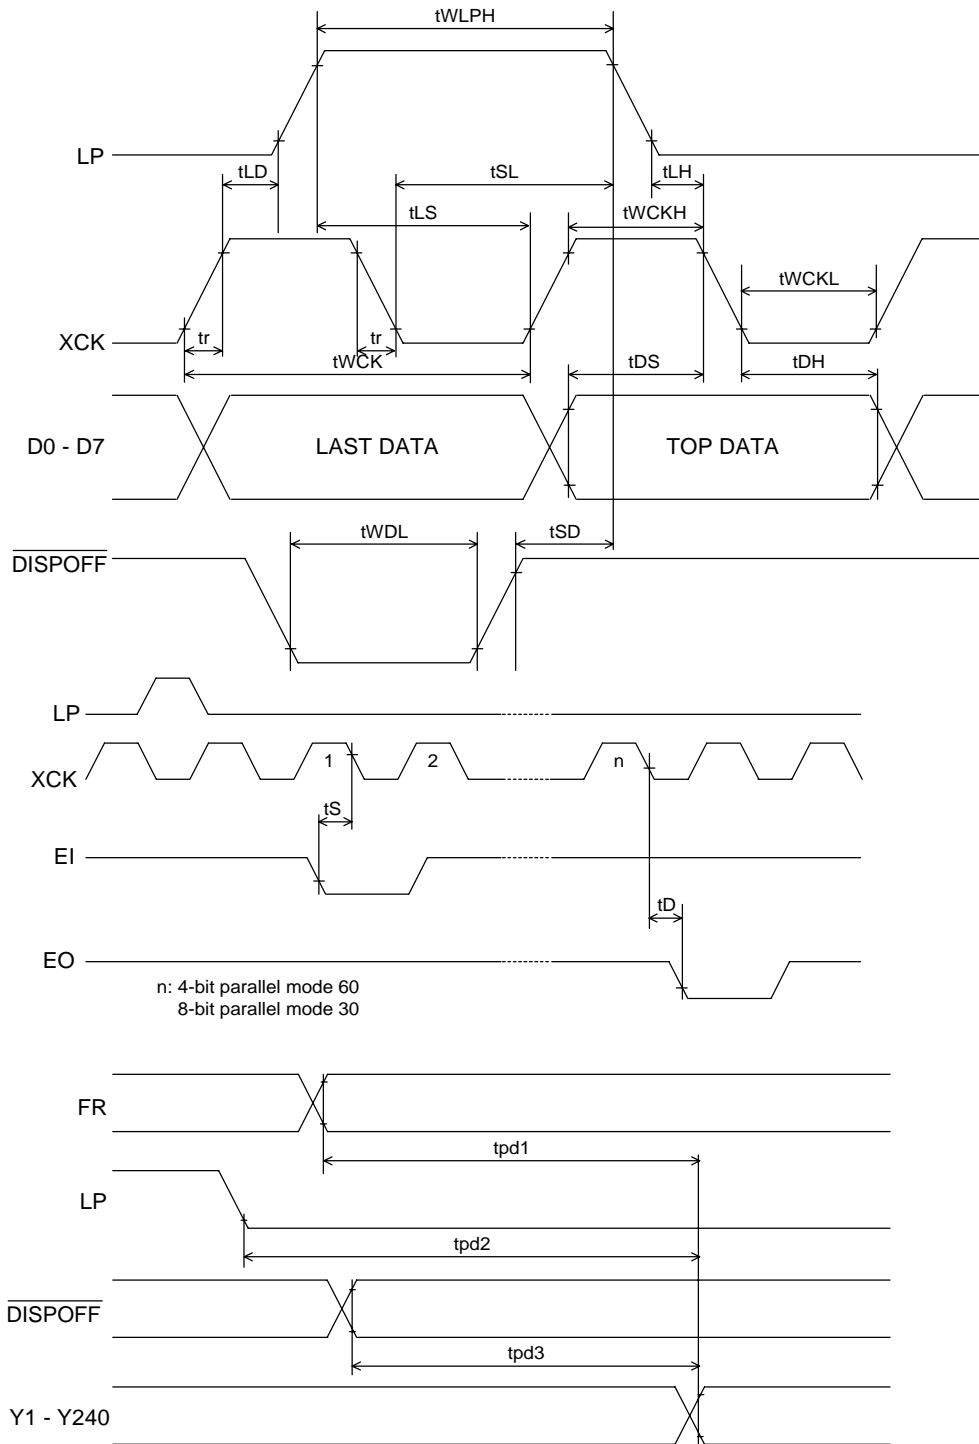 tWLPH
LP
tLD
tSL
tLH
tLS
tWCKH
tWCKL
XCK
tr
tr
tWCK
tDS
tDH
D0 - D7
LAST DATA
TOP DATA
tWDL
tSD
DISPOFF
LP
XCK
1
2
n
tS
EI
tD
EO
n: 4-bit parallel mode 60
8-bit parallel mode 30
FR
tpd1
LP
tpd2
DISPOFF
tpd3
Y1 - Y240